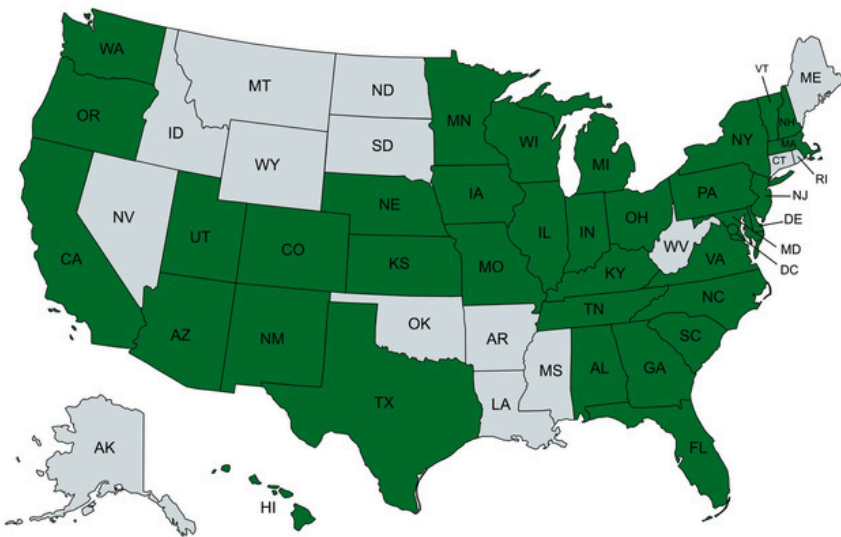 WA
MT
ND
MN
VT
ME
OR
ID
WY
SD
WI
MI
NY
NH
MA
CT
RI
NV
UT
CO
NE
IA
IL
IN
OH
PA
NJ
DE
MD
DC
CA
KS
MO
KY
WV
VA
AZ
NM
OK
AR
TN
NC
SC
TX
LA
MS
AL
GA
FL
AK
HI